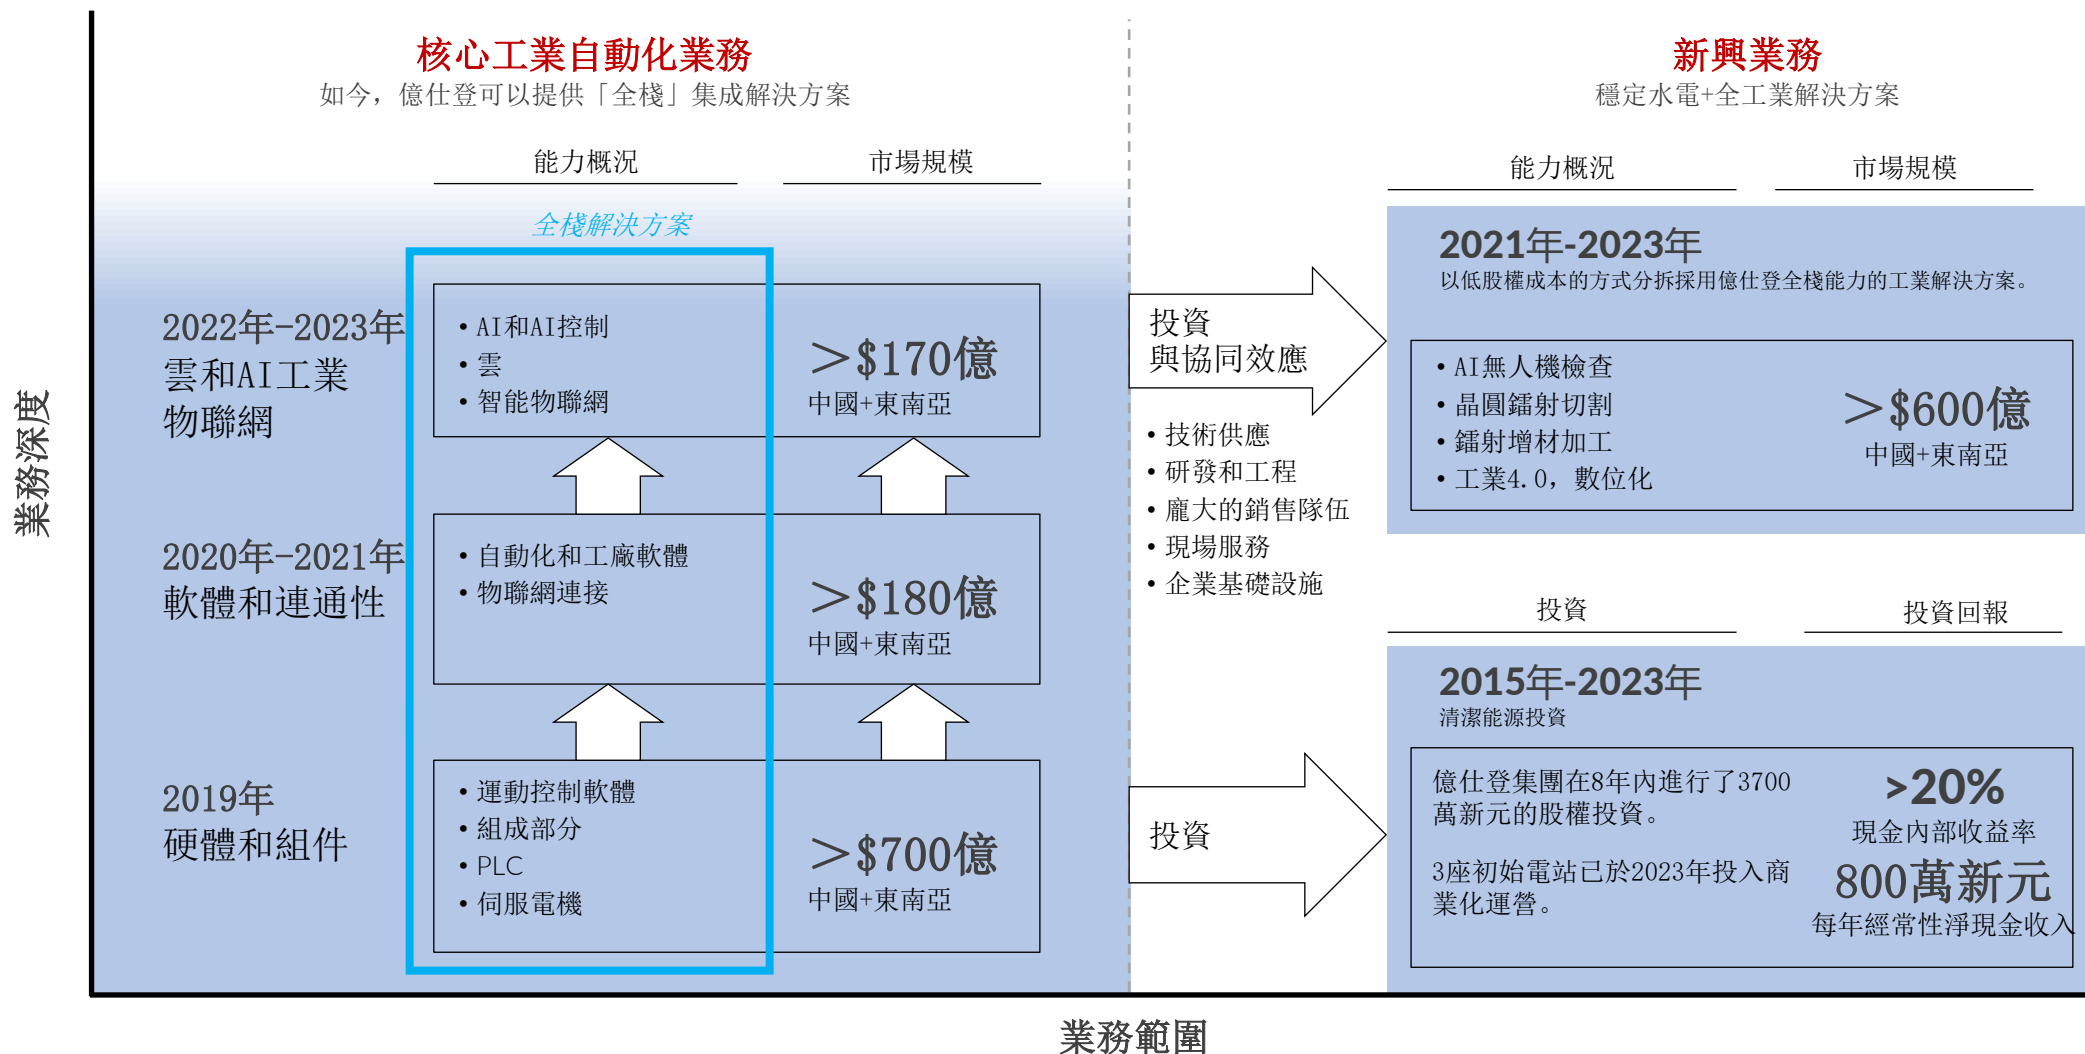 核心工業自動化業務
如今，億仕登可以提供「全棧」集成解決方案
能力概況
市場規模
全棧解決方案
2022年-2023年
雲和AI工業
物聯網
• AI和AI控制
• 雲
• 智能物聯網
＞$170億
中國+東南亞
2020年-2021年
軟體和連通性
• 自動化和工廠軟體
• 物聯網連接
＞$180億
中國+東南亞
2019年
硬體和組件
• 運動控制軟體
• 組成部分
• PLC
• 伺服電機
＞$700億
中國+東南亞
業務深度
投資
與協同效應
• 技術供應
• 研發和工程
• 龐大的銷售隊伍
• 現場服務
• 企業基礎設施
投資
新興業務
穩定水電+全工業解決方案
能力概況
市場規模
2021年-2023年
以低股權成本的方式分拆採用億仕登全棧能力的工業解決方案。
• AI無人機檢查
• 晶圓鐳射切割
• 鐳射增材加工
• 工業4.0，數位化
＞$600億
中國+東南亞
投資
投資回報
2015年-2023年
清潔能源投資
億仕登集團在8年內進行了3700
萬新元的股權投資。
3座初始電站已於2023年投入商
業化運營。
>20%
現金內部收益率
800萬新元
每年經常性淨現金收入
業務範圍